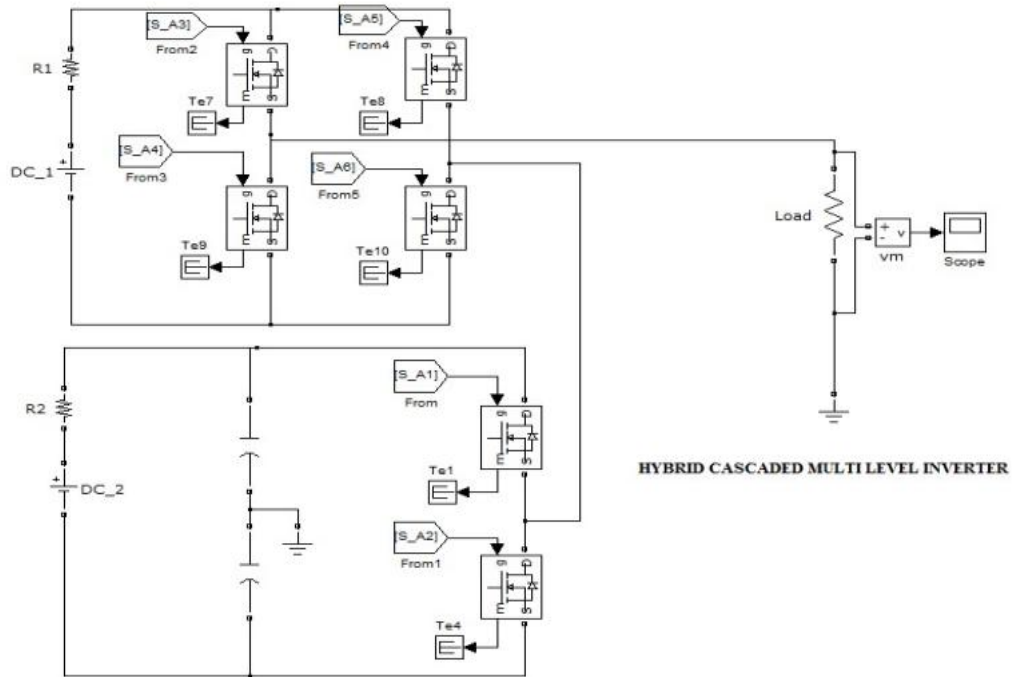 [S_A3]
From2
[S_A5]
From4
R1
g
D
m
S
g
D
m
S
Te7
Te8
[S_A4]
From3
[S_A6]
From5
DC_1
+
g
D
m
S
g
D
m
S
Te9
Te10
Load
+
-
v
vm
Scope
R2
[S_A1]
From
g
D
m
S
Te1
+
DC_2
HYBRID CASCADED MULTI LEVEL INVERTER
[S_A2]
From1
g
D
m
S
Te4